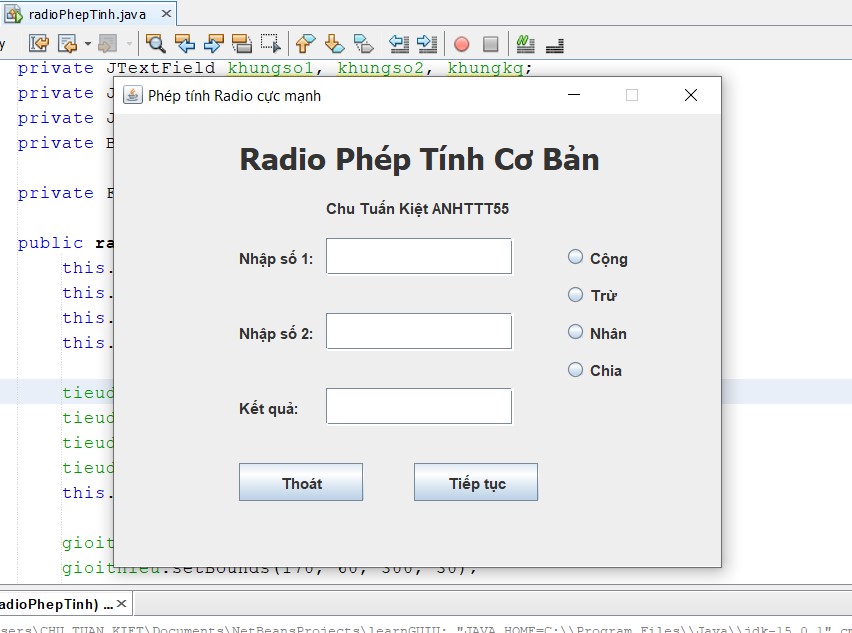 radioPhepTinh.java
private JTextField khungso1, khungso2, khungkq;
private J
private J
private
private
public ra
this.
this.
this.
this.
tieud
tieud
tieud
tieud
this.
gioit
gioithieu.setBounds(170, 60, 300, 30);
Phép tính Radio cực mạnh
Radio Phép Tính Cơ Bản
Chu Tuấn Kiệt ANHTTT55
Nhập số 1:
Cộng
Trừ
Nhập số 2:
Nhân
Chia
Kết quả:
Thoát
Tiếp tục
adioPhepTinh) ...
sers\CHU TUAN KIET\Documents\NetBeansProjects\learnGUIU; "JAVA_HOME=C:\\Program Files\\Java\\jdk-15.0.1" cm